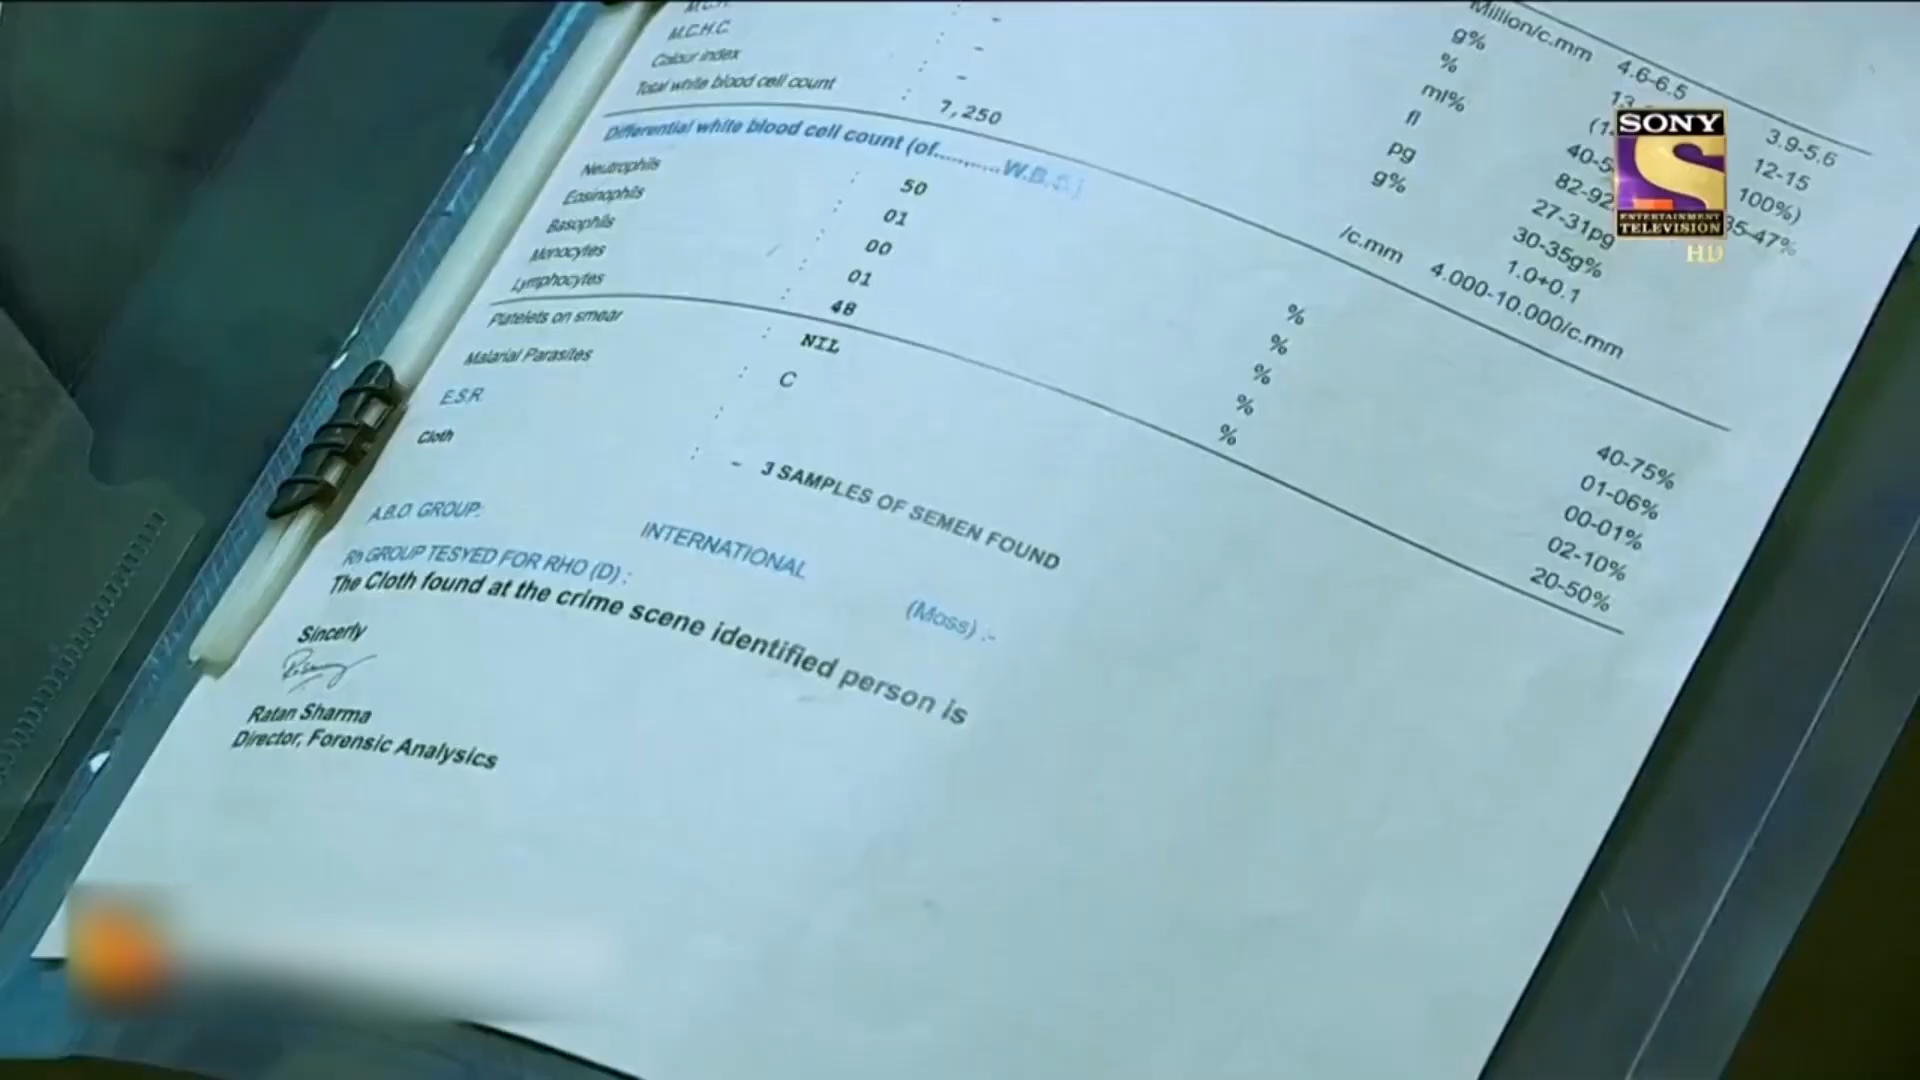 M.C.H.C. : -
Million/c.mm 4.6-6.5 3.9-5.6
Colour index : -
g% 12-15
Total white blood cell count : 7,250
% 100%)
ml% 40-5 35-47%
fl 82-92
pg 27-31pg
g% 30-35g%
1.0+0.1
/c.mm 4.000-10.000/c.mm
Differential white blood cell count (of............W.B.
Neutrophils : 50 % 40-75%
Eosinophils : 01 % 01-06%
Basophils : 00 % 00-01%
Monocytes : 01 % 02-10%
Lymphocytes : 48 % 20-50%
Platelets on smear : NIL
Malarial Parasites : C
E.S.R. :
Cloth : - 3 SAMPLES OF SEMEN FOUND
A.B.O. GROUP: INTERNATIONAL
Rh GROUP TESYED FOR RHO (D) : (Moss) :-
The Cloth found at the crime scene identified person is
Sincerly
Ratan Sharma
Director, Forensic Analysics
SONY
ENTERTAINMENT
TELEVISION
HD